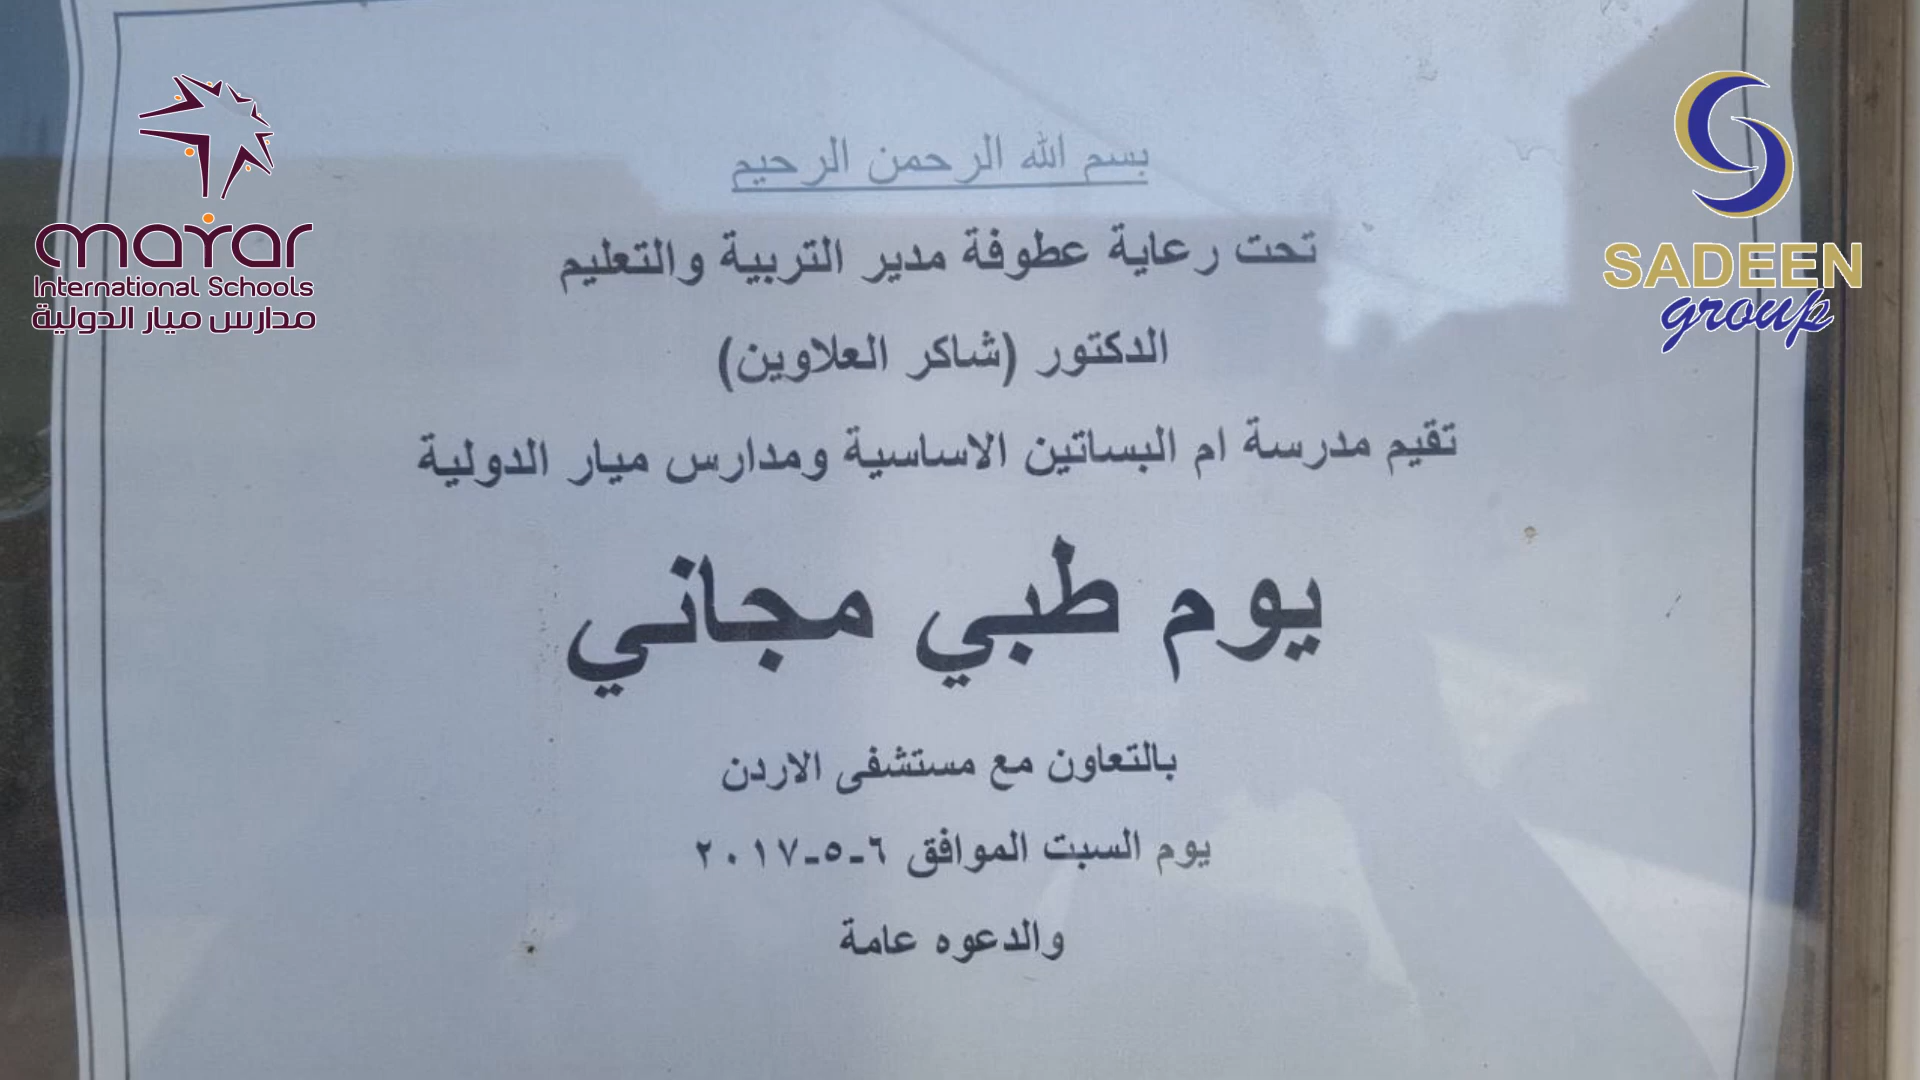 mayar
International Schools
مدارس ميار الدولية
SADEEN
group
بسم الله الرحمن الرحيم
تحت رعاية عطوفة مدير التربية والتعليم
الدكتور (شاكر العلاوين)
تقيم مدرسة ام البساتين الاساسية ومدارس ميار الدولية
يوم طبي مجاني
بالتعاون مع مستشفى الاردن
يوم السبت الموافق ٦-٥-٢٠١٧
والدعوه عامة